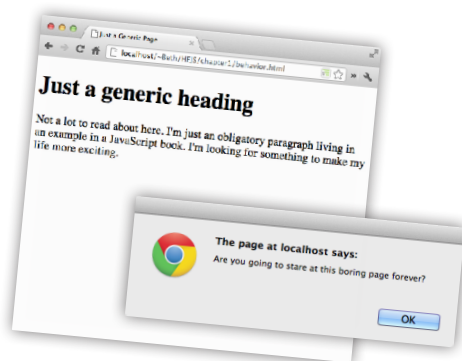 Just a Generic Page
localhost/~Beth/HFJS/chapter1/behavior.html
Just a generic heading
Not a lot to read about here. I'm just an obligatory paragraph living in
an example in a JavaScript book. I'm looking for something to make my
life more exciting.
The page at localhost says:
Are you going to stare at this boring page forever?
OK